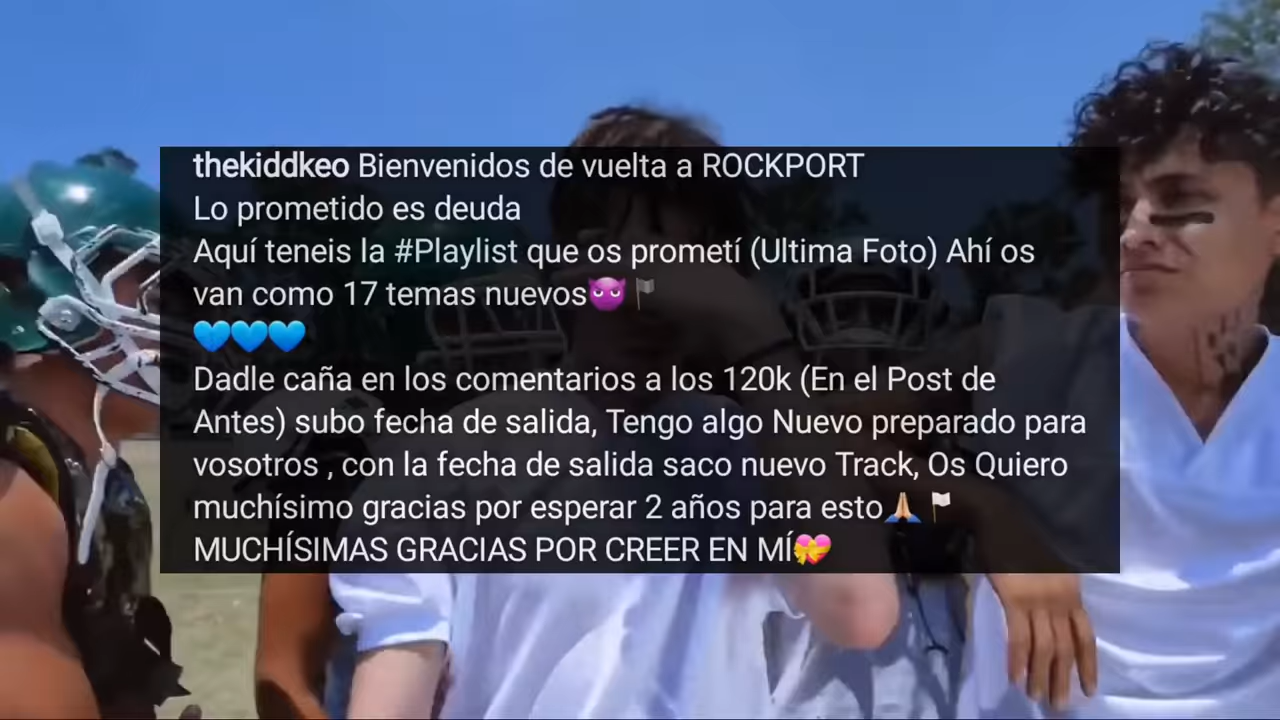 thekiddkeo Bienvenidos de vuelta a ROCKPORT
Lo prometido es deuda
Aquí teneis la #Playlist que os prometí (Ultima Foto) Ahí os
van como 17 temas nuevos😈🏴
💙💙💙
Dadle caña en los comentarios a los 120k (En el Post de
Antes) subo fecha de salida, Tengo algo Nuevo preparado para
vosotros , con la fecha de salida saco nuevo Track, Os Quiero
muchísimo gracias por esperar 2 años para esto🙏🏼🏳
MUCHÍSIMAS GRACIAS POR CREER EN MÍ💝